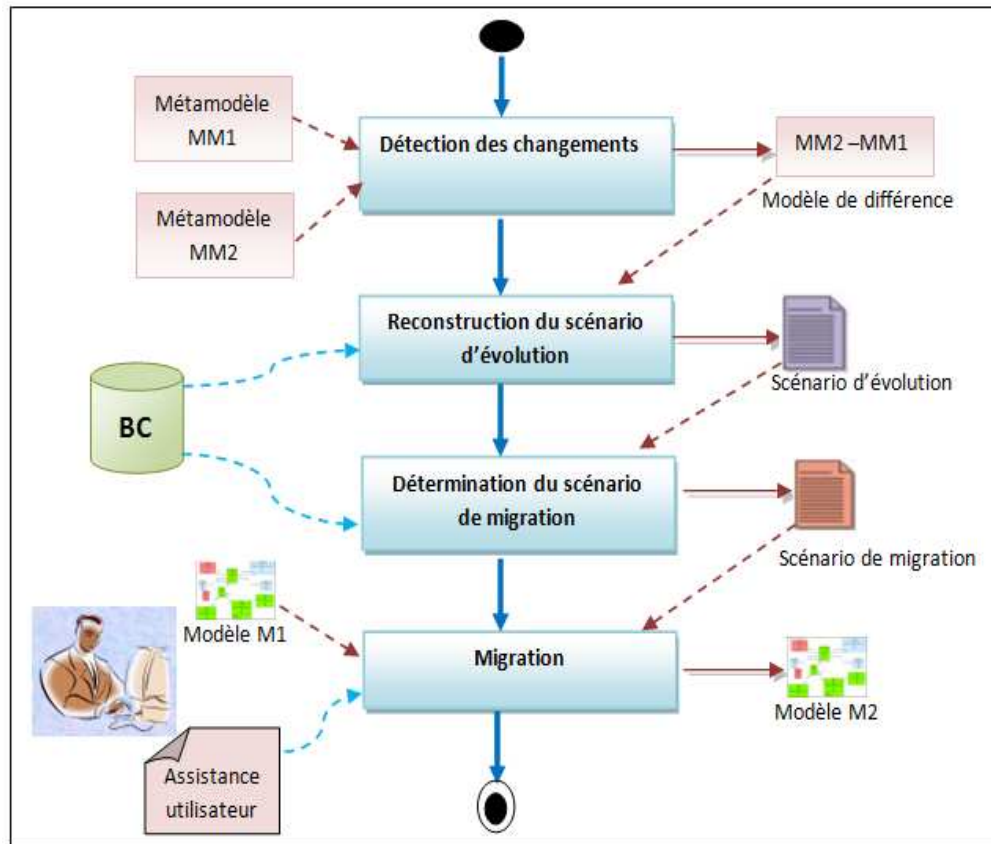 Métamodèle
MM1
Détection des changements
MM2 –MM1
Modèle de différence
Métamodèle
MM2
Reconstruction du scénario
d'évolution
Scénario d'évolution
BC
Détermination du scénario
de migration
Scénario de migration
Modèle M1
Migration
Modèle M2
Assistance
utilisateur